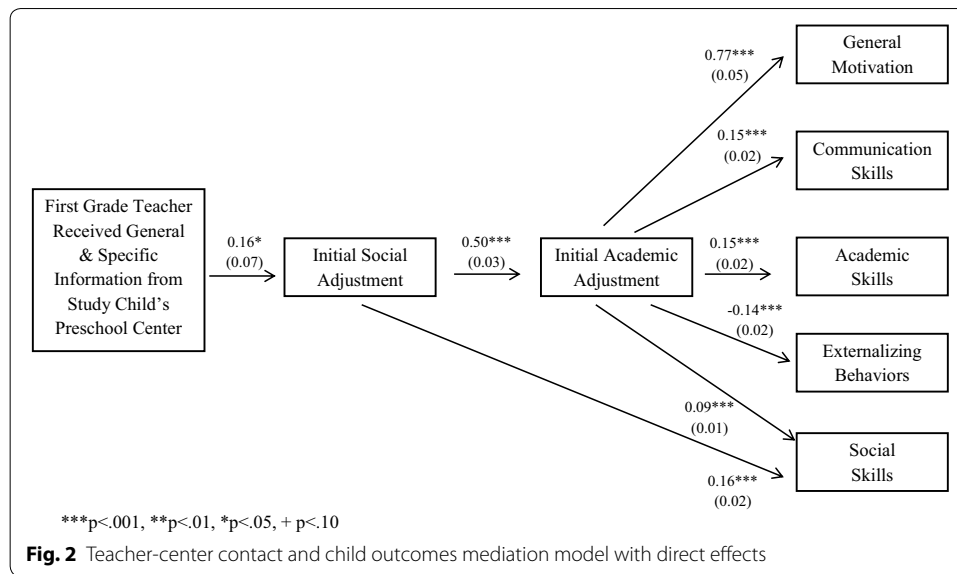 General
Motivation
0.77***
(0.05)
0.15***
(0.02)
Communication
Skills
First Grade Teacher
Received General
& Specific
Information from
Study Child's
Preschool Center
0.16*
(0.07)
Initial Social
Adjustment
0.50***
(0.03)
Initial Academic
Adjustment
0.15***
(0.02)
Academic
Skills
-0.14***
(0.02)
Externalizing
Behaviors
0.09***
(0.01)
0.16***
(0.02)
Social
Skills
***p<.001, **p<.01, *p<.05, + p<.10
Fig. 2 Teacher-center contact and child outcomes mediation model with direct effects